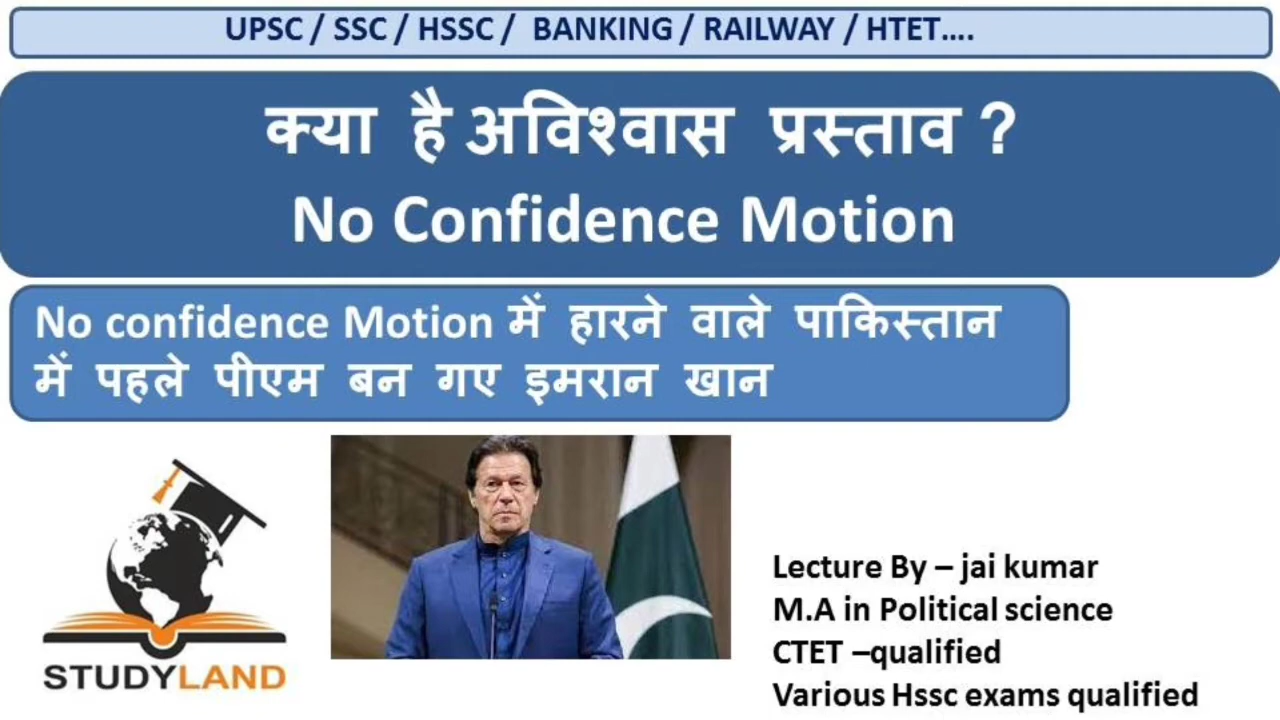 UPSC / SSC / HSSC / BANKING / RAILWAY / HTET....
क्या है अविश्वास प्रस्ताव ?
No Confidence Motion
No confidence Motion में हारने वाले पाकिस्तान
में पहले पीएम बन गए इमरान खान
STUDYLAND
Lecture By – jai kumar
M.A in Political science
CTET –qualified
Various Hssc exams qualified